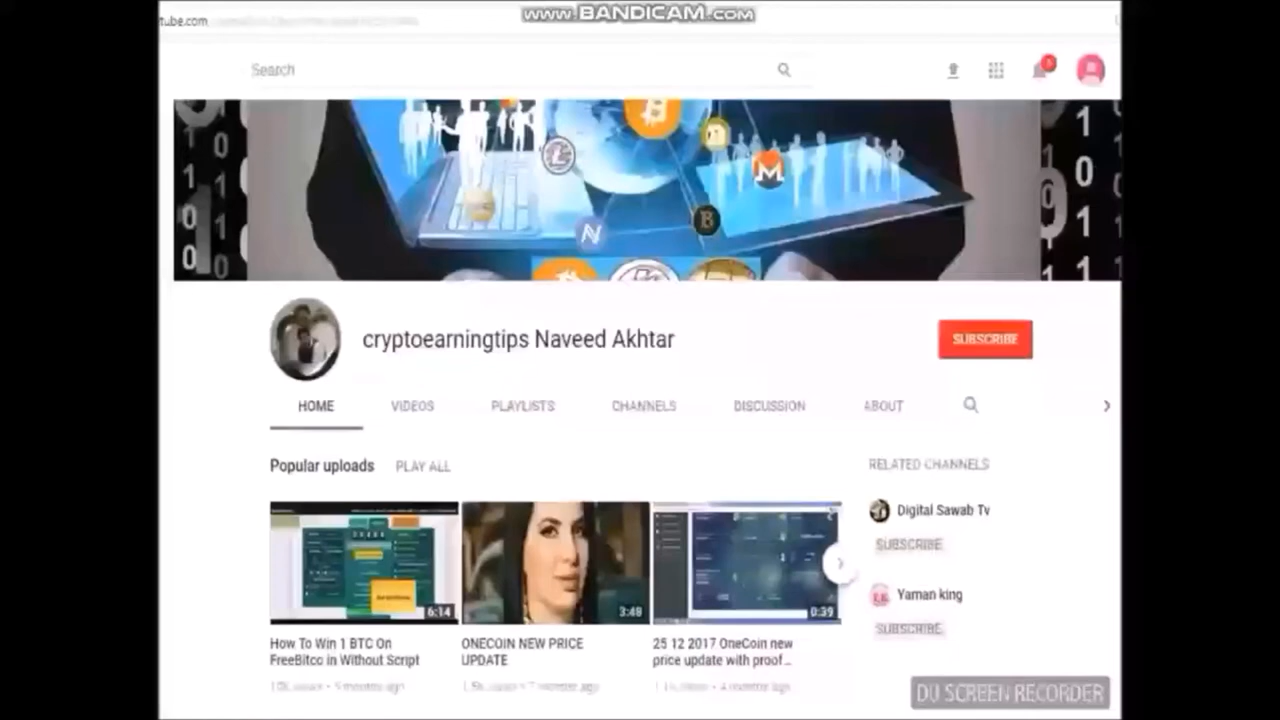 www.BANDICAM.com
tube.com
Search
cryptoearningtips Naveed Akhtar
SUBSCRIBE
HOME
VIDEOS
PLAYLISTS
CHANNELS
DISCUSSION
ABOUT
Popular uploads
PLAY ALL
RELATED CHANNELS
6:14
3:48
0:39
How To Win 1 BTC On
FreeBitco in Without Script
ONECOIN NEW PRICE
UPDATE
25 12 2017 OneCoin new
price update with proof...
Digital Sawab Tv
SUBSCRIBE
Yaman king
SUBSCRIBE
DU SCREEN RECORDER